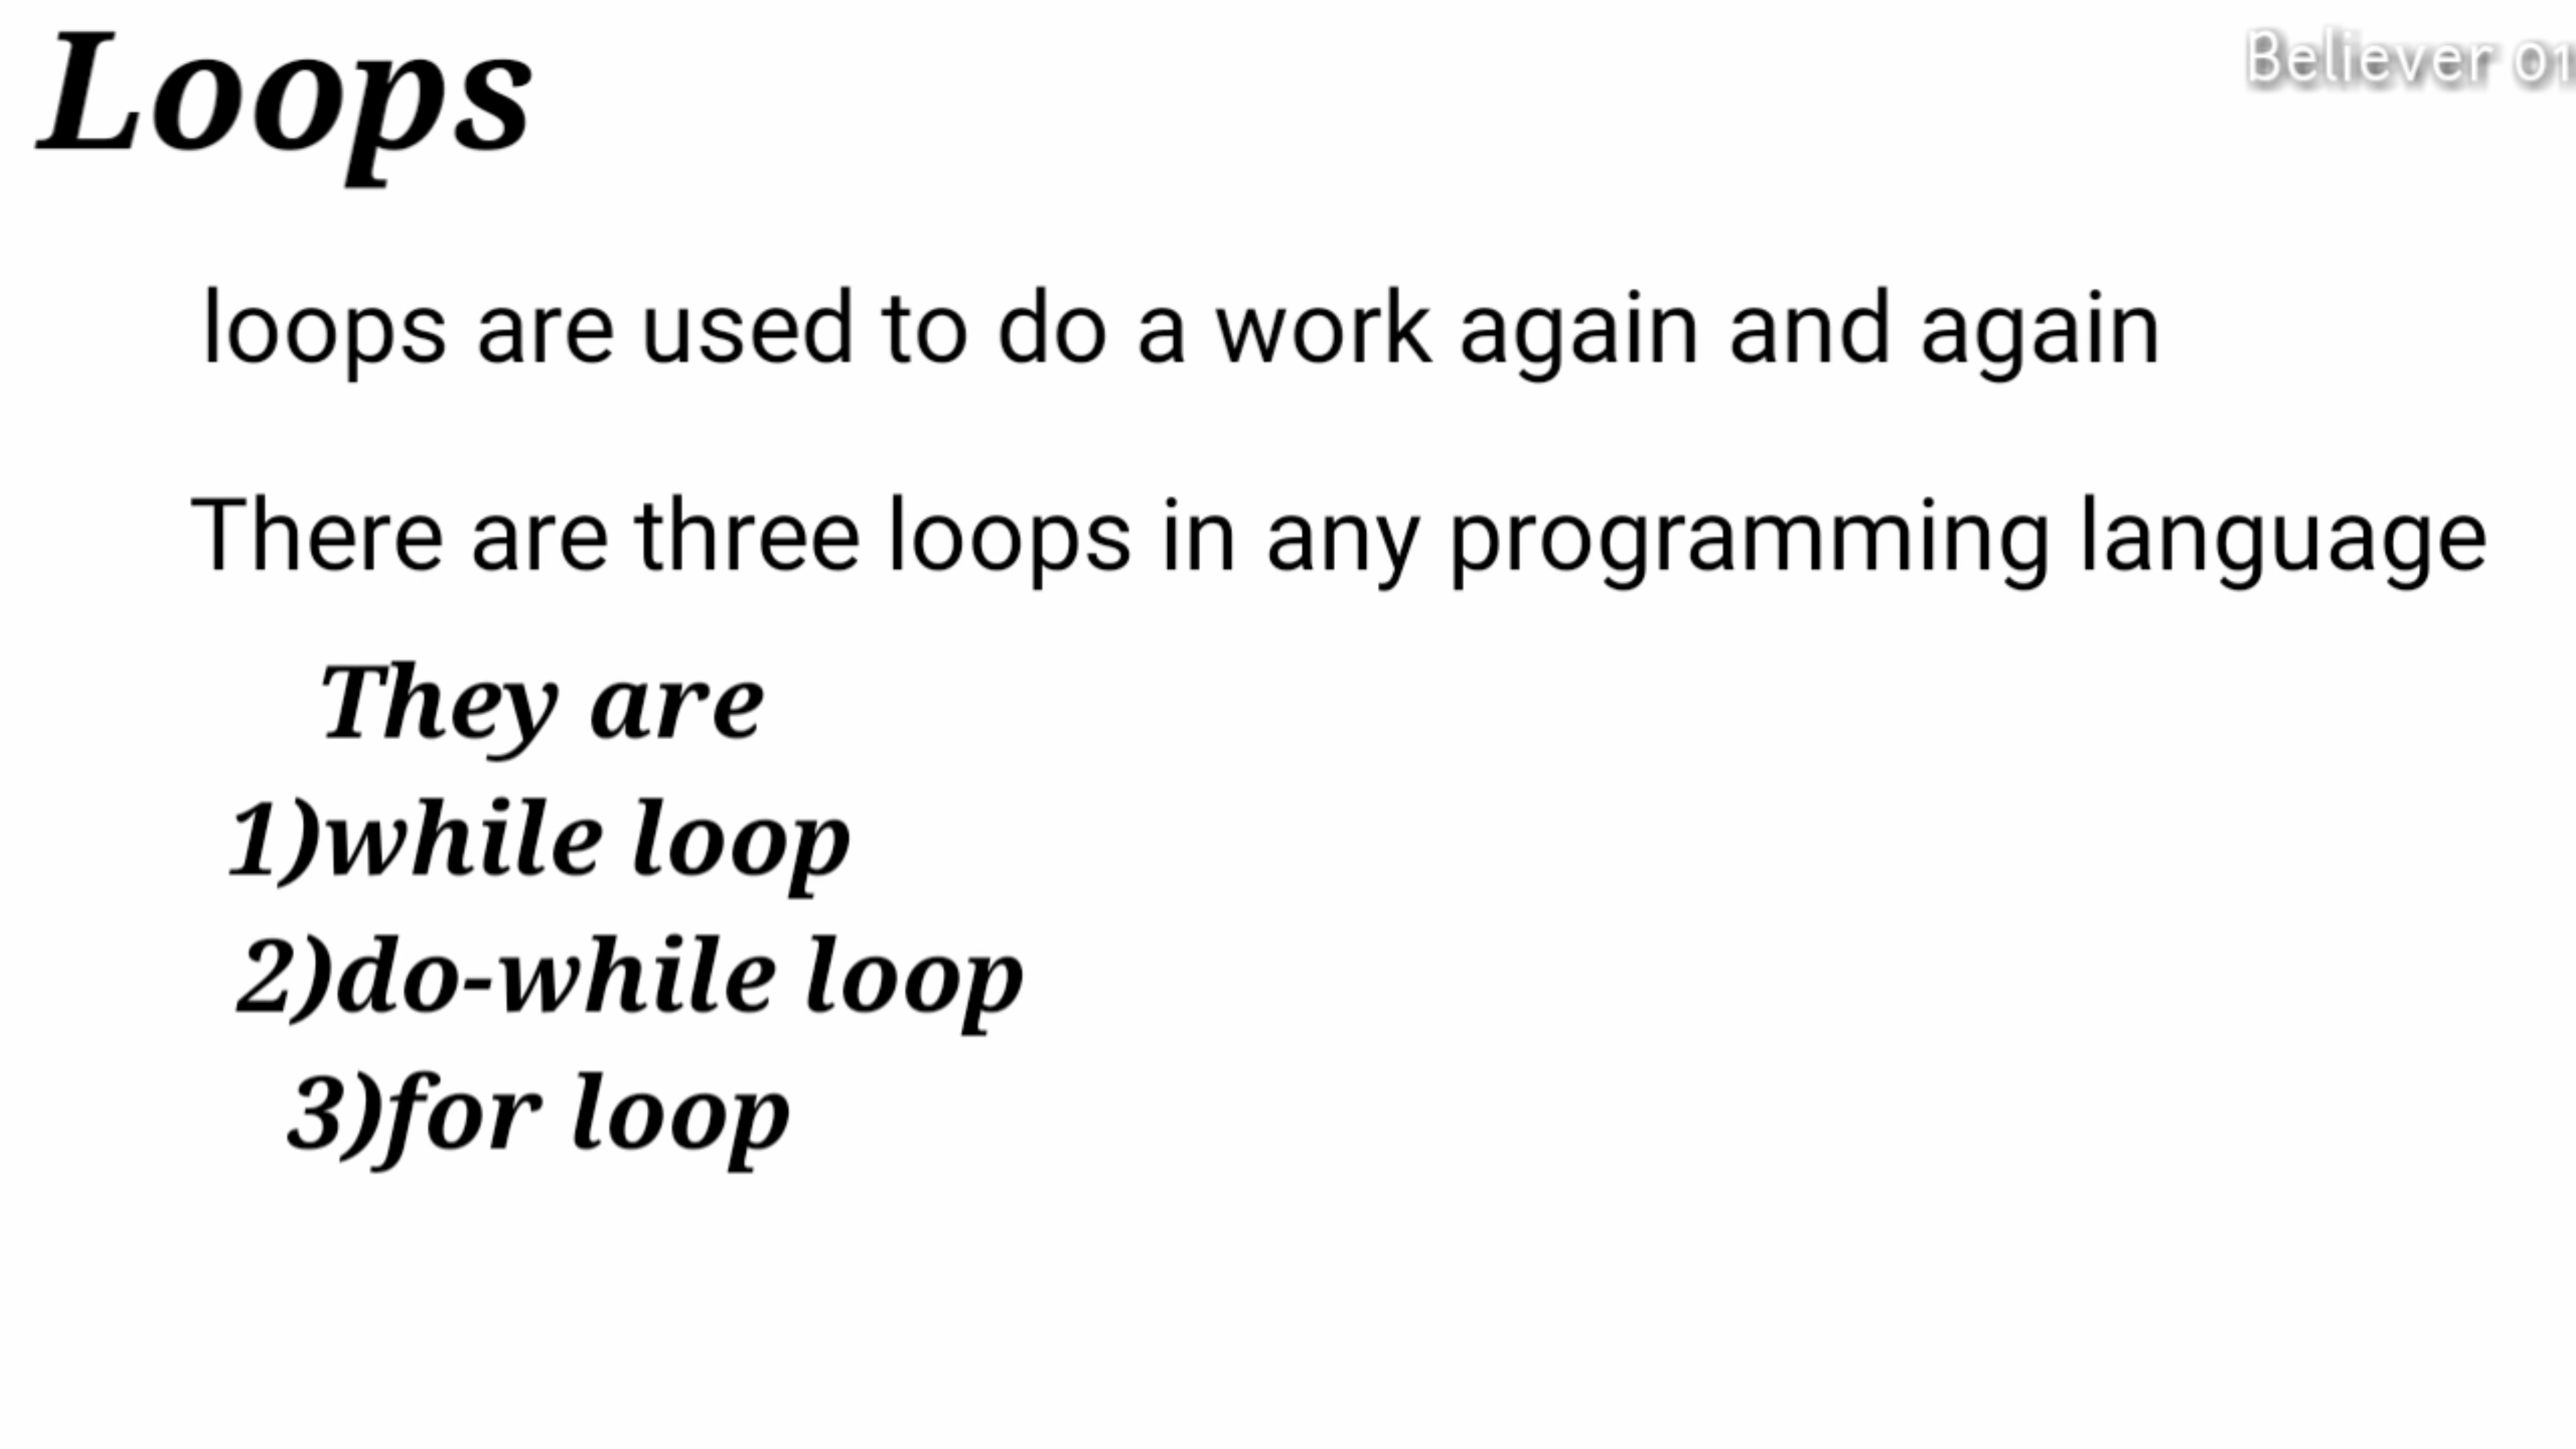 Loops
Believer 01
loops are used to do a work again and again
There are three loops in any programming language
They are
1)while loop
2)do-while loop
3)for loop